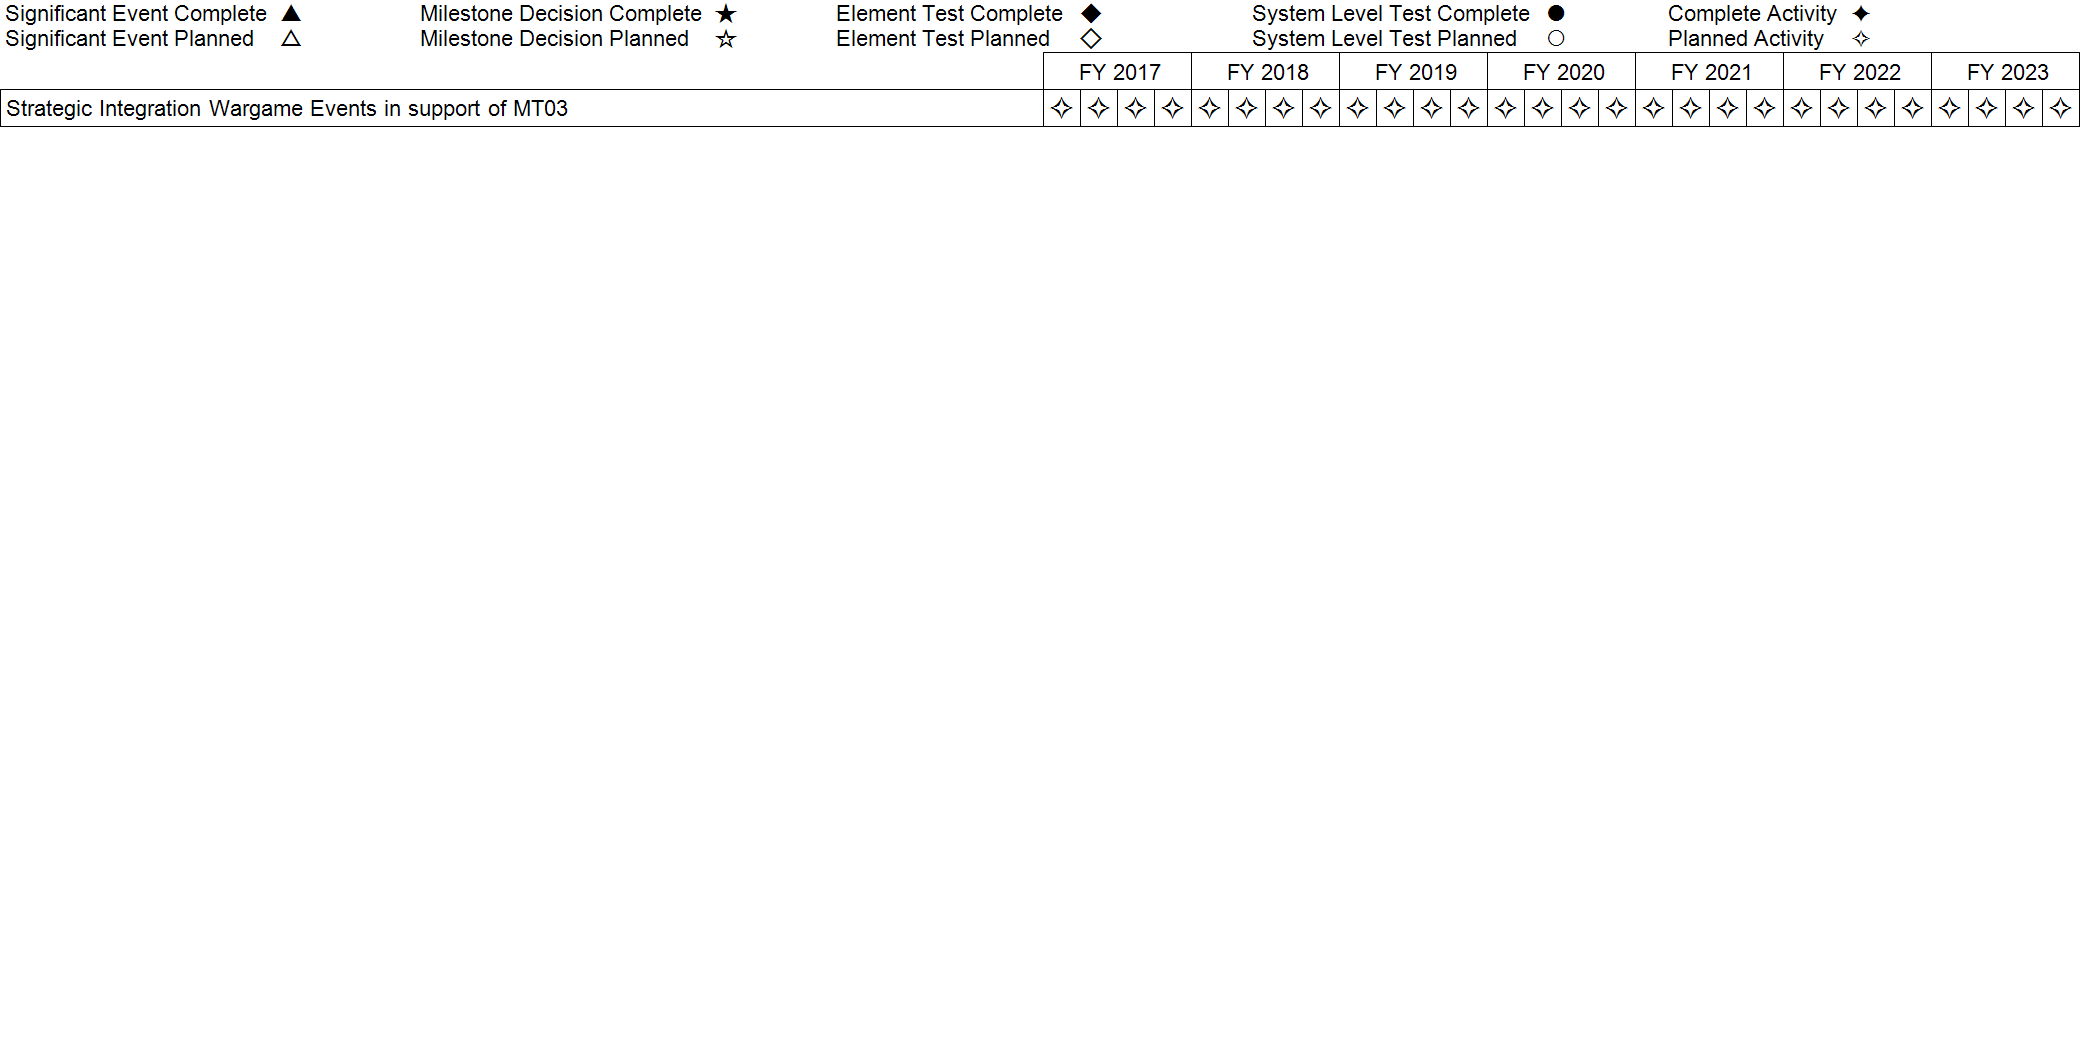 Significant Event Complete ▲ Milestone Decision Complete ★ Element Test Complete ◆ System Level Test Complete ● Complete Activity ✦
Significant Event Planned △ Milestone Decision Planned ☆ Element Test Planned ◇ System Level Test Planned ○ Planned Activity ✧
FY 2017 FY 2018 FY 2019 FY 2020 FY 2021 FY 2022 FY 2023
Strategic Integration Wargame Events in support of MT03 ✧ ✧ ✧ ✧ ✧ ✧ ✧ ✧ ✧ ✧ ✧ ✧ ✧ ✧ ✧ ✧ ✧ ✧ ✧ ✧ ✧ ✧ ✧ ✧ ✧ ✧ ✧ ✧